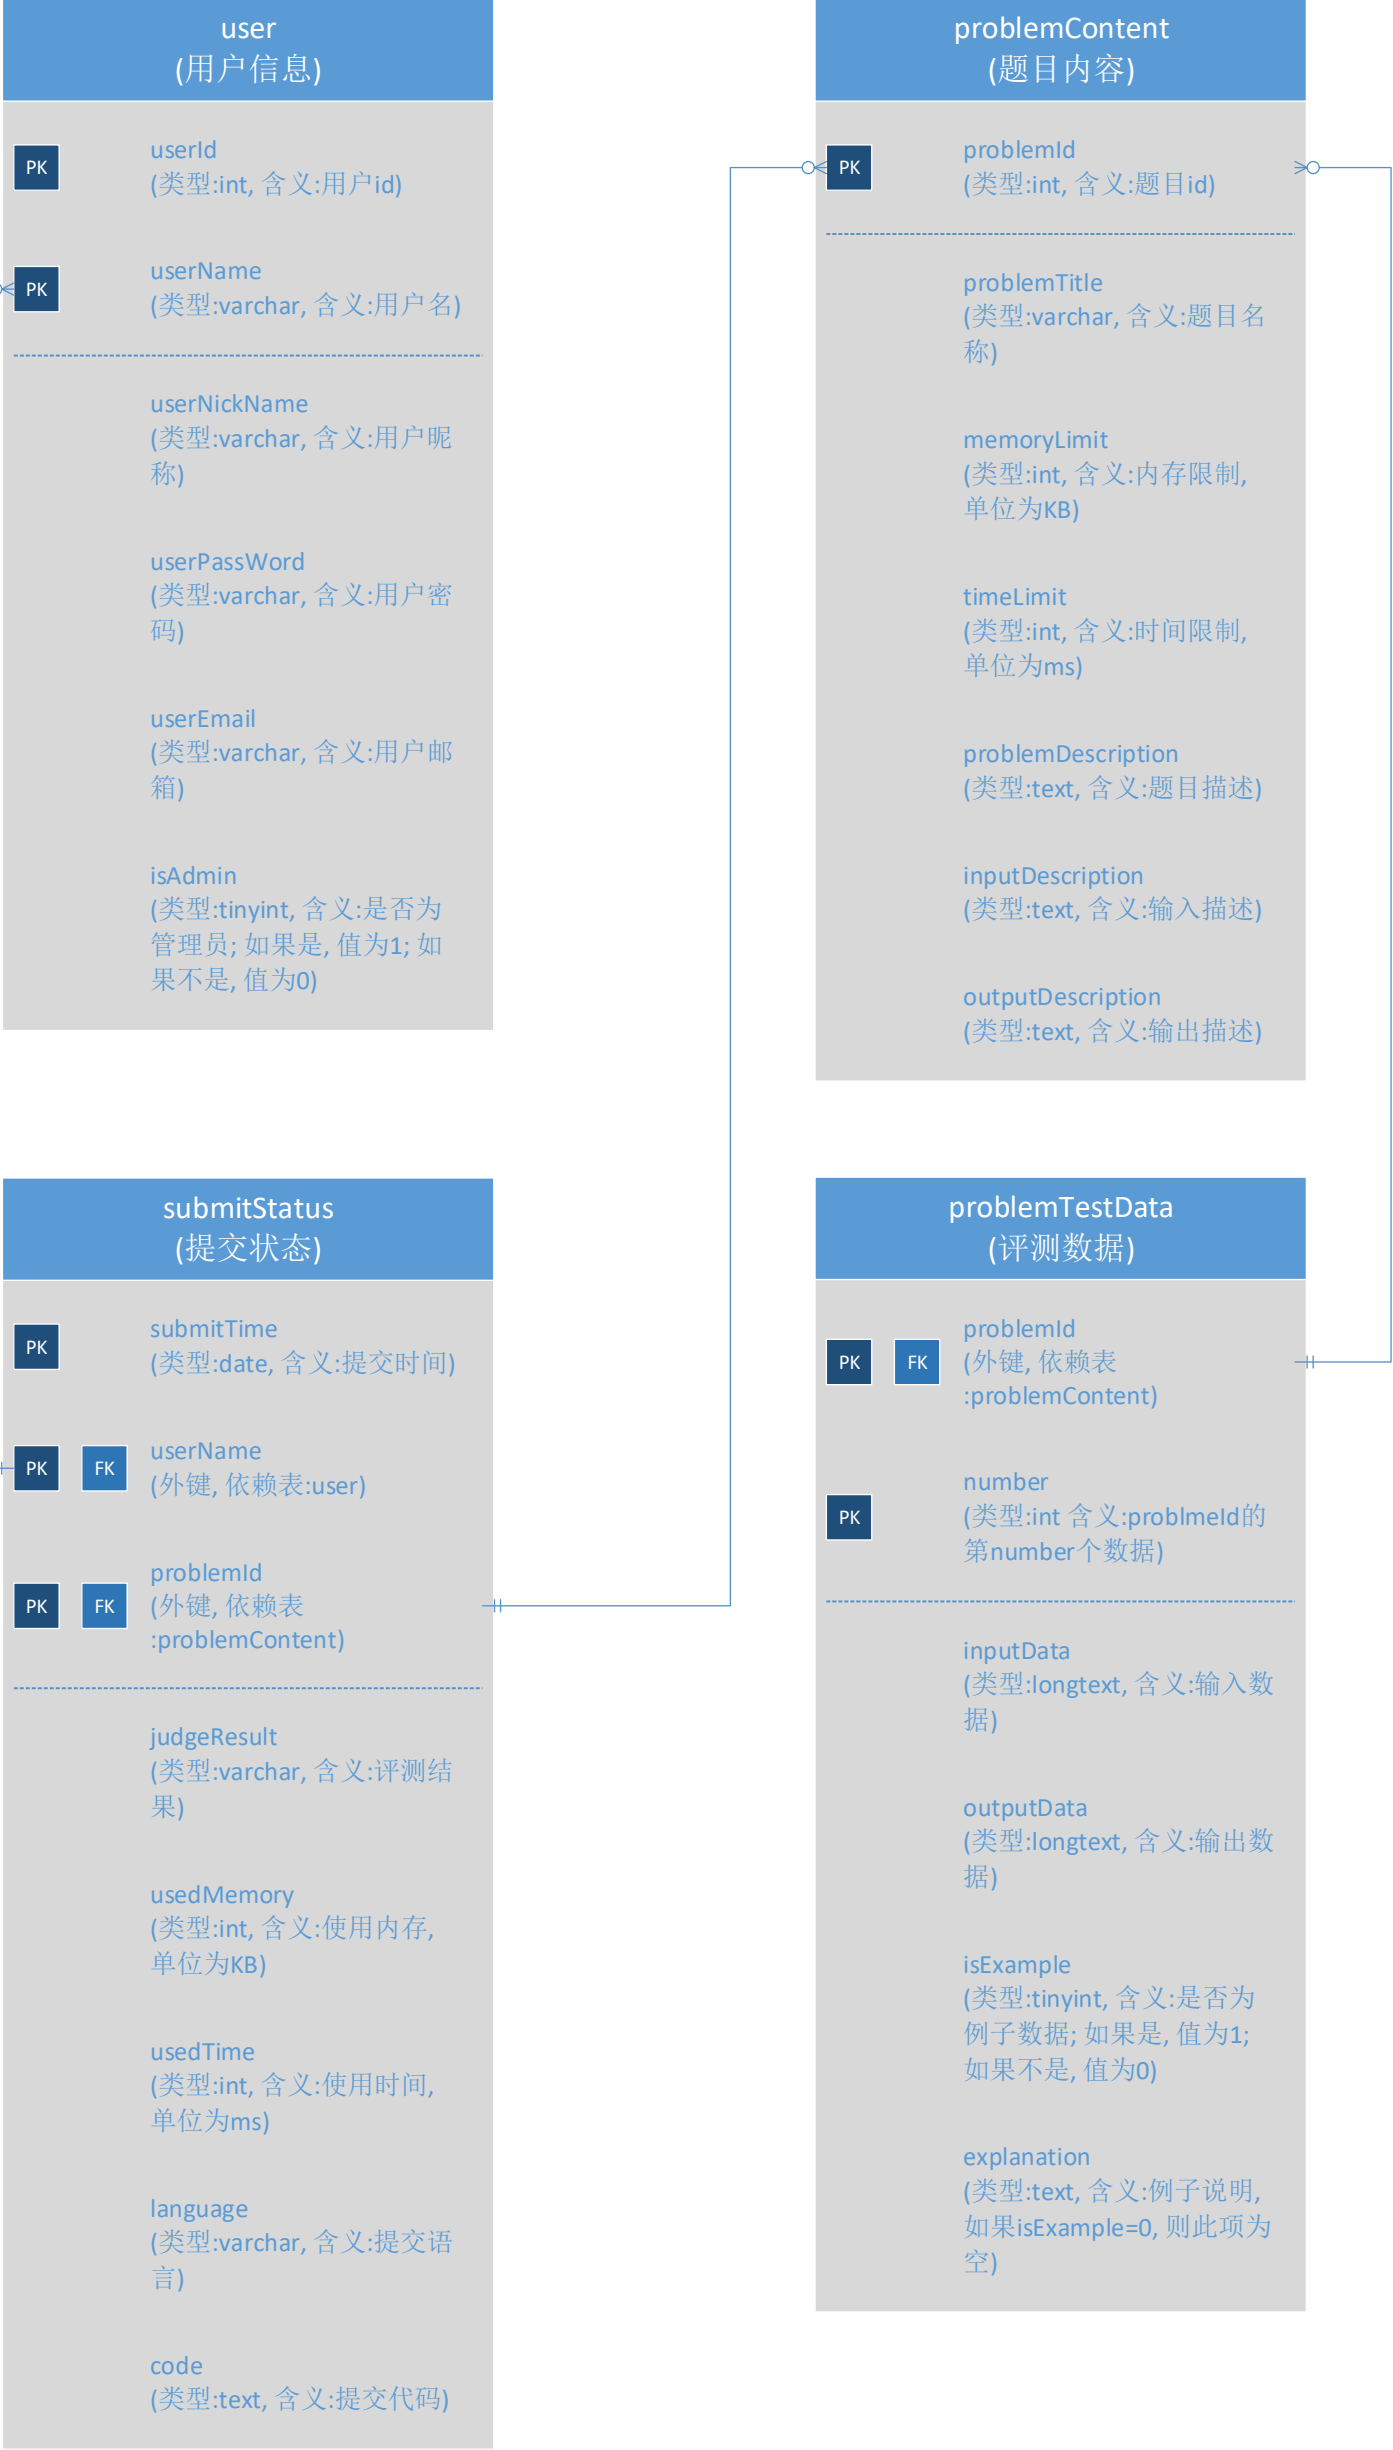 user
(用户信息)
PK
userId
(类型:int, 含义:用户id)
PK
userName
(类型:varchar, 含义:用户名)
userNickName
(类型:varchar, 含义:用户昵
称)
userPassWord
(类型:varchar, 含义:用户密
码)
userEmail
(类型:varchar, 含义:用户邮
箱)
isAdmin
(类型:tinyint, 含义:是否为
管理员; 如果是, 值为1; 如
果不是, 值为0)
problemContent
(题目内容)
PK
problemId
(类型:int, 含义:题目id)
problemTitle
(类型:varchar, 含义:题目名
称)
memoryLimit
(类型:int, 含义:内存限制,
单位为KB)
timeLimit
(类型:int, 含义:时间限制,
单位为ms)
problemDescription
(类型:text, 含义:题目描述)
inputDescription
(类型:text, 含义:输入描述)
outputDescription
(类型:text, 含义:输出描述)
submitStatus
(提交状态)
PK
submitTime
(类型:date, 含义:提交时间)
PK
FK
userName
(外键, 依赖表:user)
PK
FK
problemId
(外键, 依赖表
:problemContent)
judgeResult
(类型:varchar, 含义:评测结
果)
usedMemory
(类型:int, 含义:使用内存,
单位为KB)
usedTime
(类型:int, 含义:使用时间,
单位为ms)
language
(类型:varchar, 含义:提交语
言)
code
(类型:text, 含义:提交代码)
problemTestData
(评测数据)
PK
FK
problemId
(外键, 依赖表
:problemContent)
PK
number
(类型:int 含义:problmeId的
第number个数据)
inputData
(类型:longtext, 含义:输入数
据)
outputData
(类型:longtext, 含义:输出数
据)
isExample
(类型:tinyint, 含义:是否为
例子数据; 如果是, 值为1;
如果不是, 值为0)
explanation
(类型:text, 含义:例子说明,
如果isExample=0, 则此项为
空)